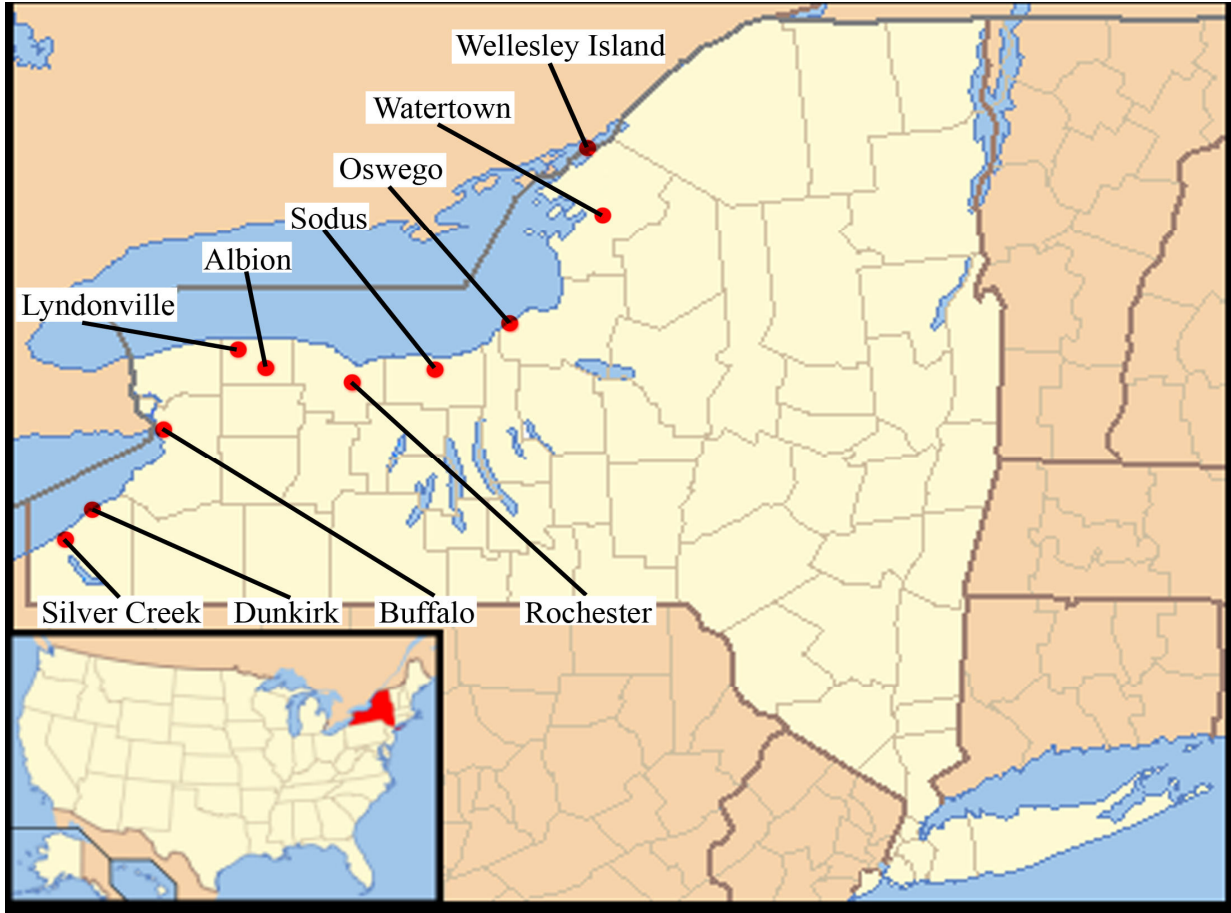 Wellesley Island
Watertown
Oswego
Sodus
Albion
Lyndonville
Silver Creek
Dunkirk
Buffalo
Rochester